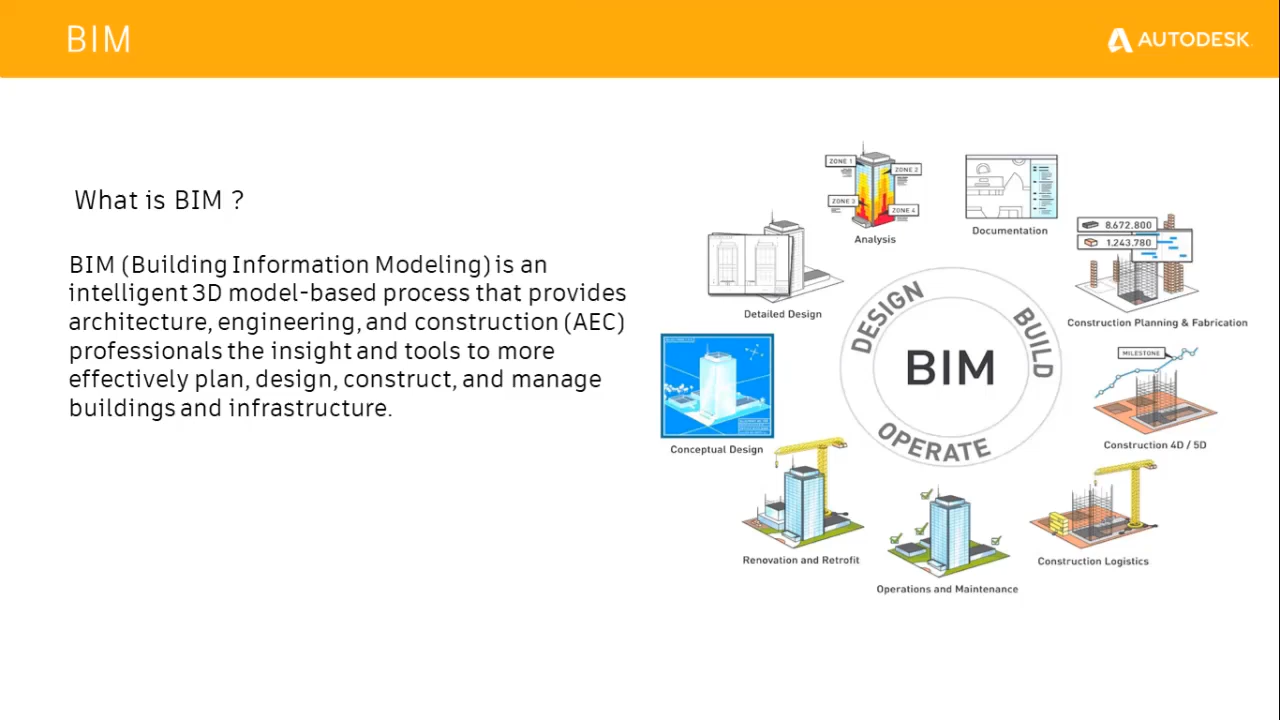 BIM
AUTODESK
What is BIM ?
BIM (Building Information Modeling) is an
intelligent 3D model-based process that provides
architecture, engineering, and construction (AEC)
professionals the insight and tools to more
effectively plan, design, construct, and manage
buildings and infrastructure.
ZONE 1
ZONE 2
ZONE 3
ZONE 4
Analysis
Documentation
8.672.800
1.243.780
Detailed Design
Construction Planning & Fabrication
DESIGN
BUILD
BIM
OPERATE
MILESTONE
Conceptual Design
Construction 4D / 5D
Renovation and Retrofit
Construction Logistics
Operations and Maintenance